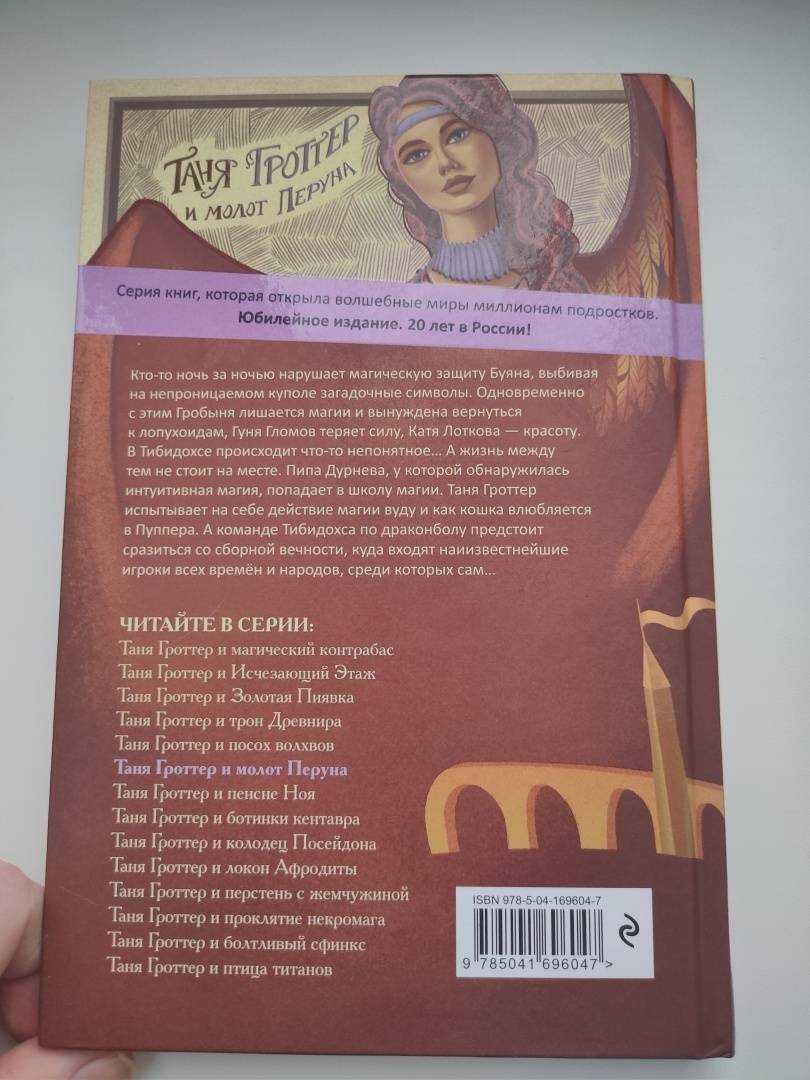 Таня Гроттер
и молот Перуна
Серия книг, которая открыла волшебные миры миллионам подростков.
Юбилейное издание. 20 лет в России!
Кто-то ночь за ночью нарушает магическую защиту Буяна, выбивая
на непроницаемом куполе загадочные символы. Одновременно
с этим Гробыня лишается магии и вынуждена вернуться
к лопухоидам, Гуня Гломов теряет силу, Катя Лоткова — красоту.
В Тибидохсе происходит что-то непонятное... А жизнь между
тем не стоит на месте. Пипа Дурнева, у которой обнаружилась
интуитивная магия, попадает в школу магии. Таня Гроттер
испытывает на себе действие магии вуду и как кошка влюбляется
в Пуппера. А команде Тибидохса по драконболу предстоит
сразиться со сборной вечности, куда входят наиизвестнейшие
игроки всех времён и народов, среди которых сам...
ЧИТАЙТЕ В СЕРИИ:
Таня Гроттер и магический контрабас
Таня Гроттер и Исчезающий Этаж
Таня Гроттер и Золотая Пиявка
Таня Гроттер и трон Древнира
Таня Гроттер и посох волхвов
Таня Гроттер и молот Перуна
Таня Гроттер и пенсне Ноя
Таня Гроттер и ботинки кентавра
Таня Гроттер и колодец Посейдона
Таня Гроттер и локон Афродиты
Таня Гроттер и перстень с жемчужиной
Таня Гроттер и проклятие некромага
Таня Гроттер и болтливый сфинкс
Таня Гроттер и птица титанов
ISBN 978-5-04-169604-7
9 785041 696047 >